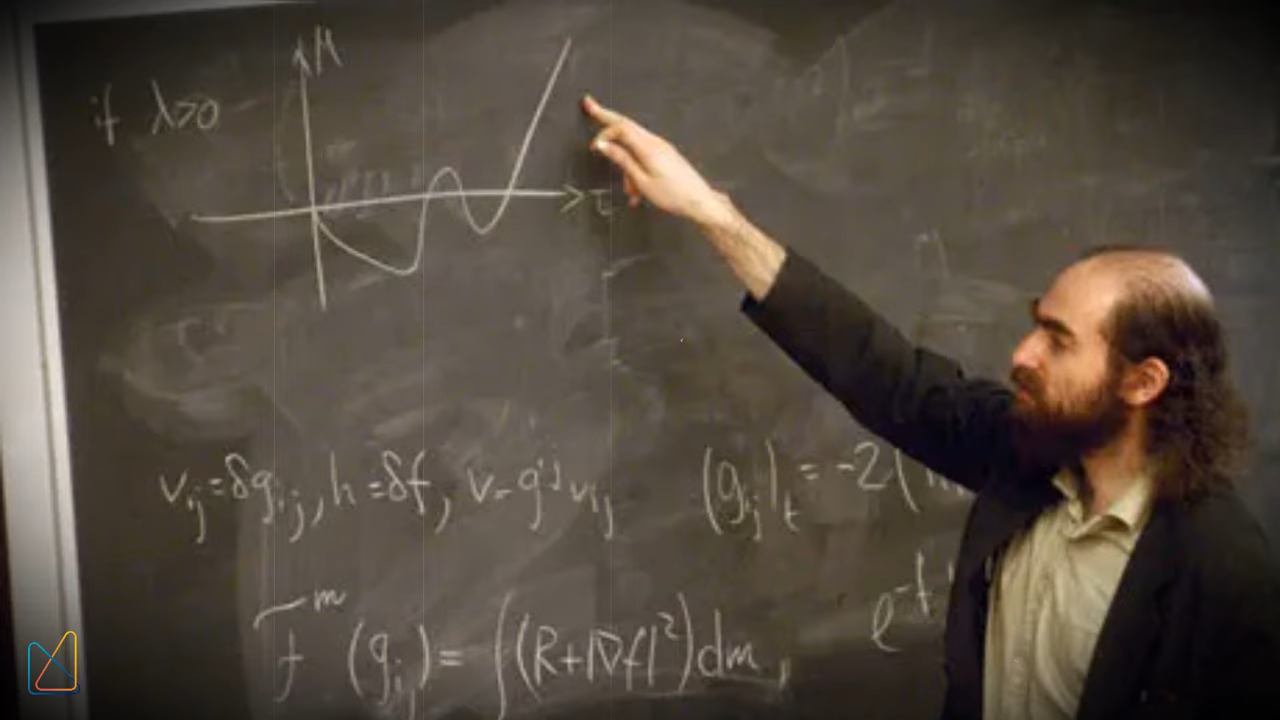 if λ>0
μ
τ
v_ij = δg_ij, h = δf, v = g^ij v_ij
(g_ij)_t = -2(
F^m (g_ij) = ∫(R+|∇f|²)dm,
e^-f